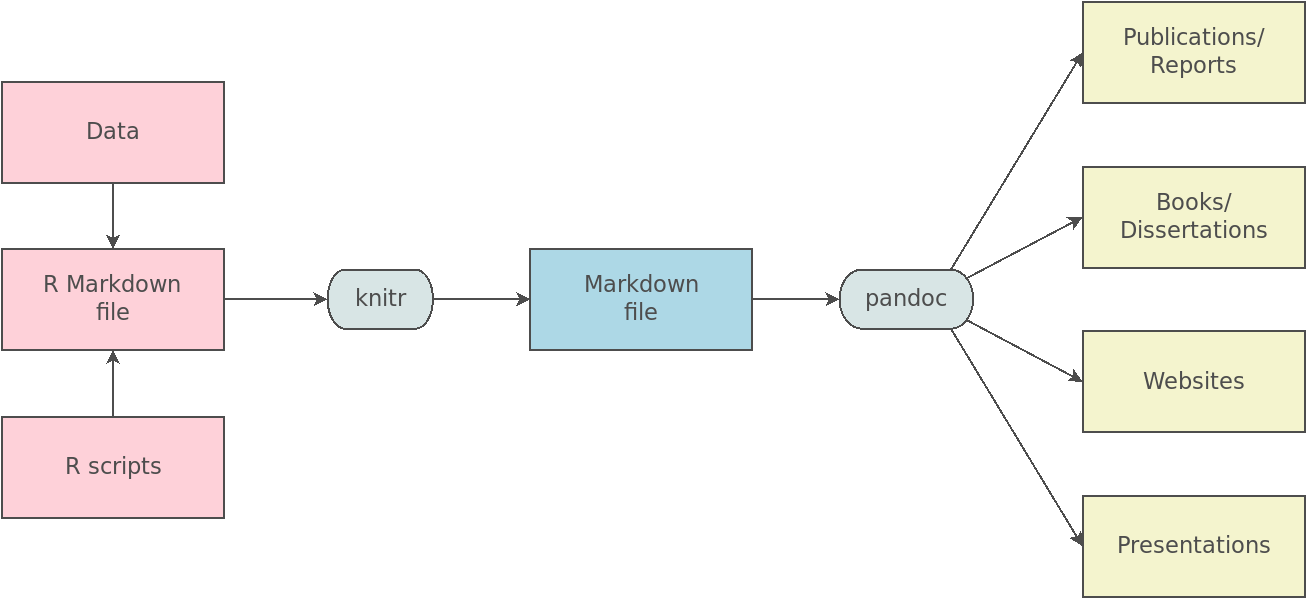 Data
R Markdown
file
R scripts
knitr
Markdown
file
pandoc
Publications/
Reports
Books/
Dissertations
Websites
Presentations